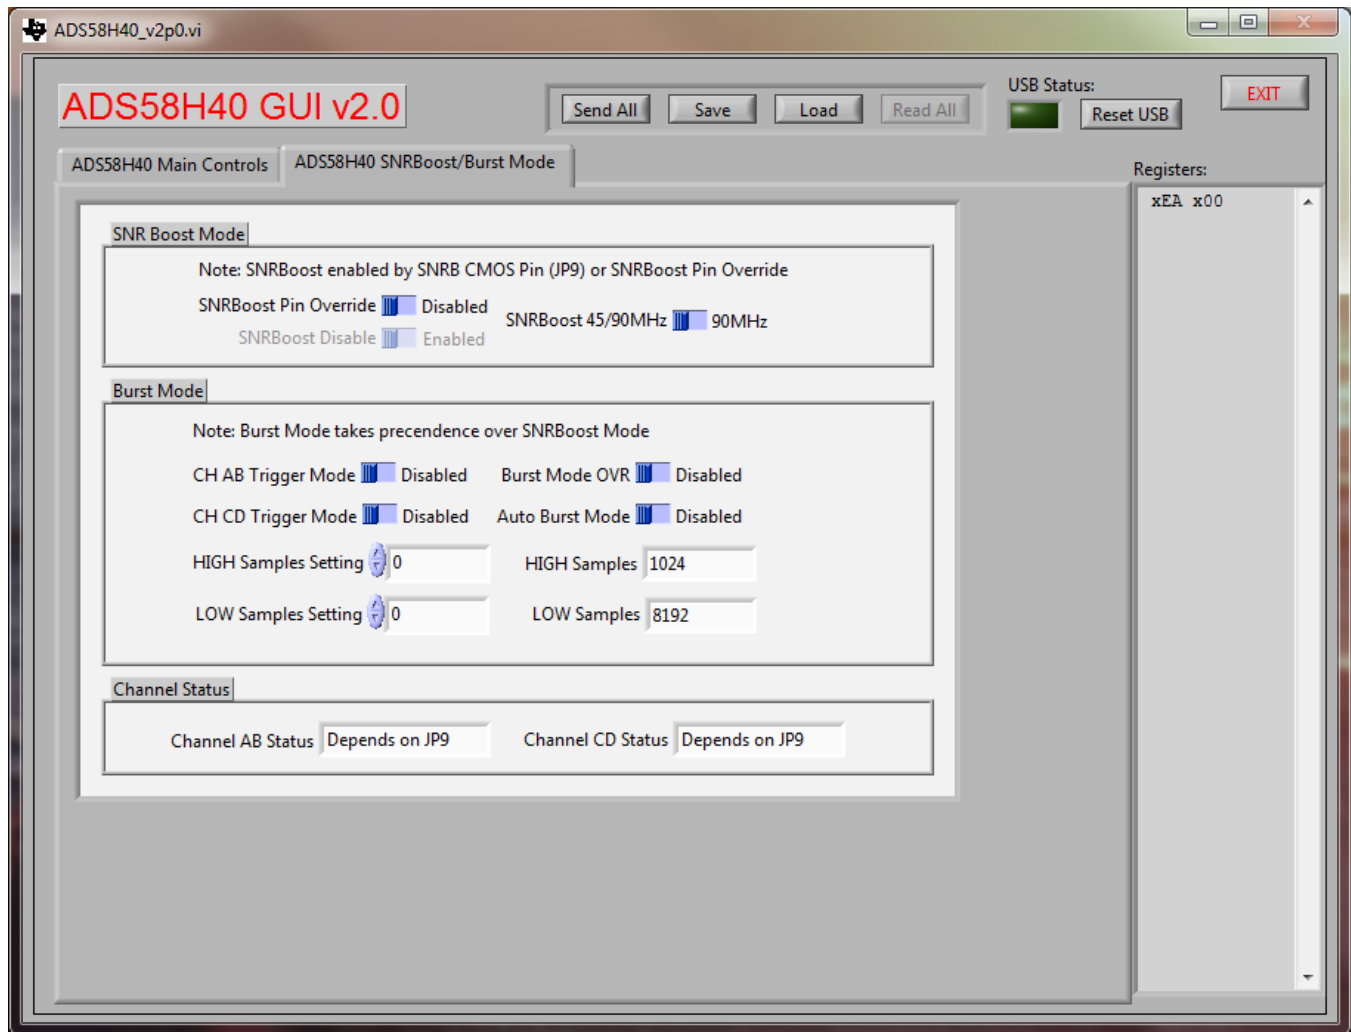 ADS58H40_v2p0.vi
ADS58H40 GUI v2.0
Send All Save Load Read All
USB Status:
Reset USB
EXIT
ADS58H40 Main Controls ADS58H40 SNRBoost/Burst Mode
Registers:
xEA x00
SNR Boost Mode
Note: SNRBoost enabled by SNRB CMOS Pin (JP9) or SNRBoost Pin Override
SNRBoost Pin Override Disabled
SNRBoost 45/90MHz 90MHz
SNRBoost Disable Enabled
Burst Mode
Note: Burst Mode takes precendence over SNRBoost Mode
CH AB Trigger Mode Disabled Burst Mode OVR Disabled
CH CD Trigger Mode Disabled Auto Burst Mode Disabled
HIGH Samples Setting 0 HIGH Samples 1024
LOW Samples Setting 0 LOW Samples 8192
Channel Status
Channel AB Status Depends on JP9 Channel CD Status Depends on JP9